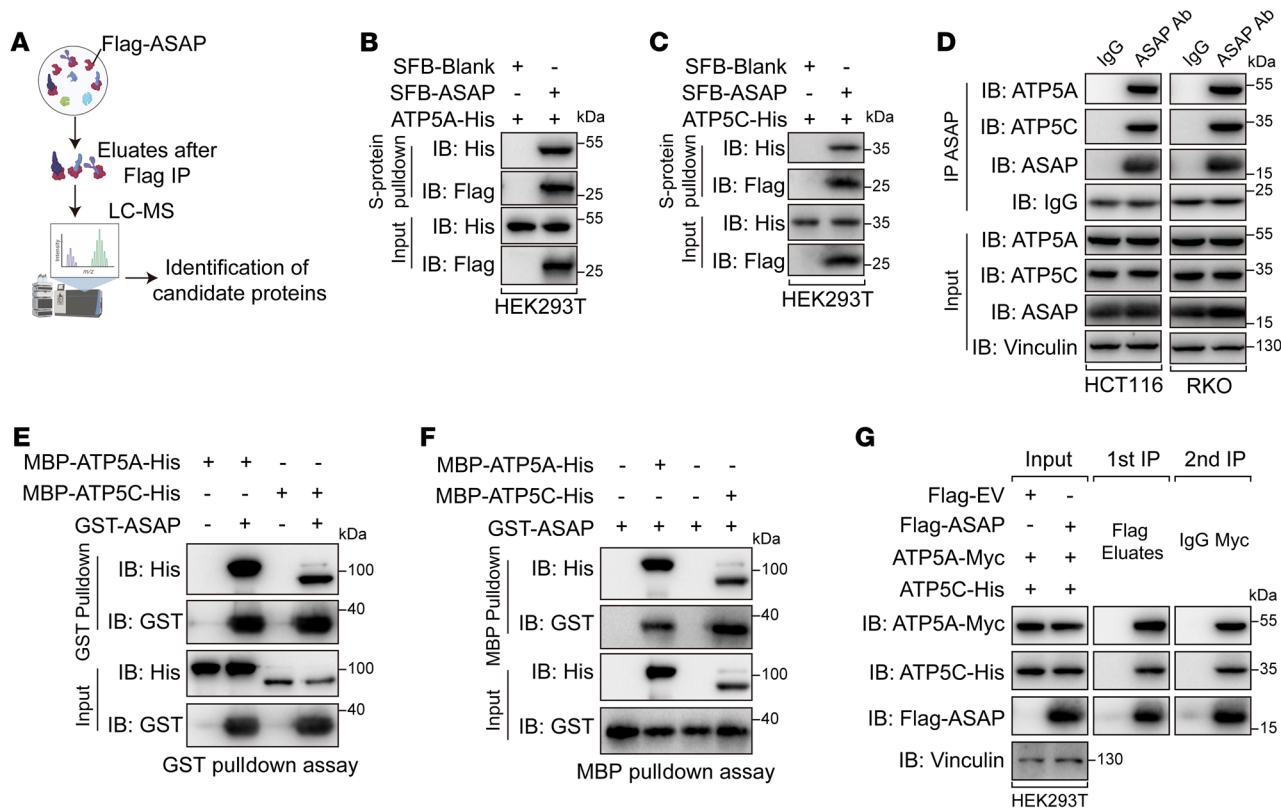 A
Flag-ASAP
Eluates after
Flag IP
LC-MS
Intensity
m/z
Identification of
candidate proteins
B
SFB-Blank + -
SFB-ASAP - +
ATP5A-His + + kDa
S-protein pulldown
IB: His 55
IB: Flag 25
Input
IB: His 55
IB: Flag 25
HEK293T
C
SFB-Blank + -
SFB-ASAP - +
ATP5C-His + + kDa
S-protein pulldown
IB: His 35
IB: Flag 25
Input
IB: His 35
IB: Flag 25
HEK293T
D
IgG ASAP Ab IgG ASAP Ab kDa
IP ASAP
IB: ATP5A 55
IB: ATP5C 35
IB: ASAP 15
IB: IgG
Input
IB: ATP5A 55
IB: ATP5C 35
IB: ASAP 15
IB: Vinculin 130
HCT116 RKO
E
MBP-ATP5A-His + + - -
MBP-ATP5C-His - - + +
GST-ASAP - + - + kDa
GST Pulldown
IB: His 100
IB: GST 40
Input
IB: His 100
IB: GST 40
GST pulldown assay
F
MBP-ATP5A-His - + - -
MBP-ATP5C-His - - - +
GST-ASAP + + + + kDa
MBP Pulldown
IB: His 100
IB: GST 40
Input
IB: His 100
IB: GST 40
MBP pulldown assay
G
Input 1st IP 2nd IP
Flag-EV + -
Flag-ASAP - +
ATP5A-Myc + +
ATP5C-His + +
Flag
Eluates
IgG Myc
kDa
IB: ATP5A-Myc 55
IB: ATP5C-His 35
IB: Flag-ASAP 15
IB: Vinculin 130
HEK293T